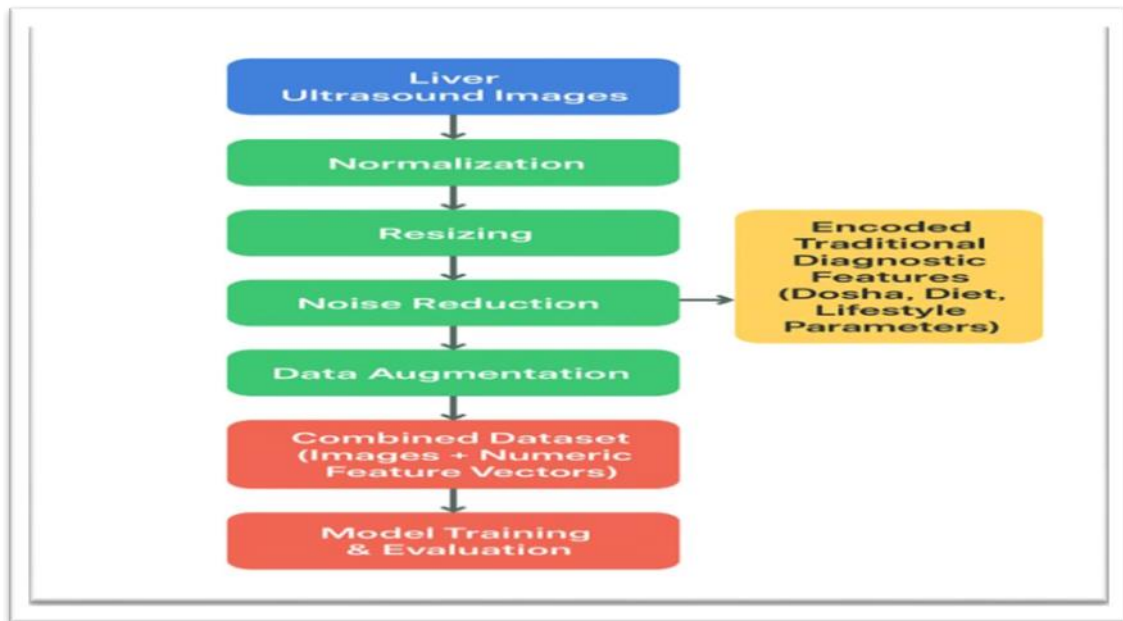 Liver
Ultrasound Images
Normalization
Resizing
Noise Reduction
Encoded
Traditional
Diagnostic
Features
(Dosha, Diet,
Lifestyle
Parameters)
Data Augmentation
Combined Dataset
(Images + Numeric
Feature Vectors)
Model Training
& Evaluation